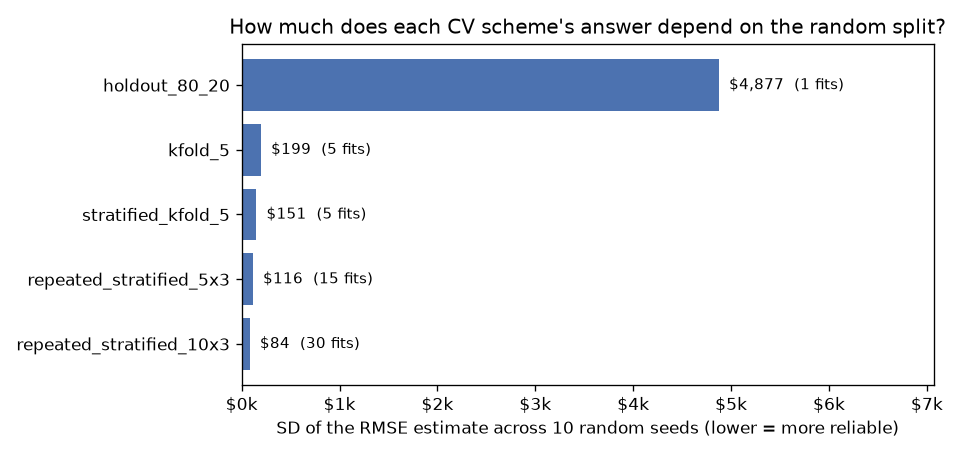 How much does each CV scheme's answer depend on the random split?
holdout_80_20
$4,877 (1 fits)
kfold_5
$199 (5 fits)
stratified_kfold_5
$151 (5 fits)
repeated_stratified_5x3
$116 (15 fits)
repeated_stratified_10x3
$84 (30 fits)
$0k $1k $2k $3k $4k $5k $6k $7k
SD of the RMSE estimate across 10 random seeds (lower = more reliable)